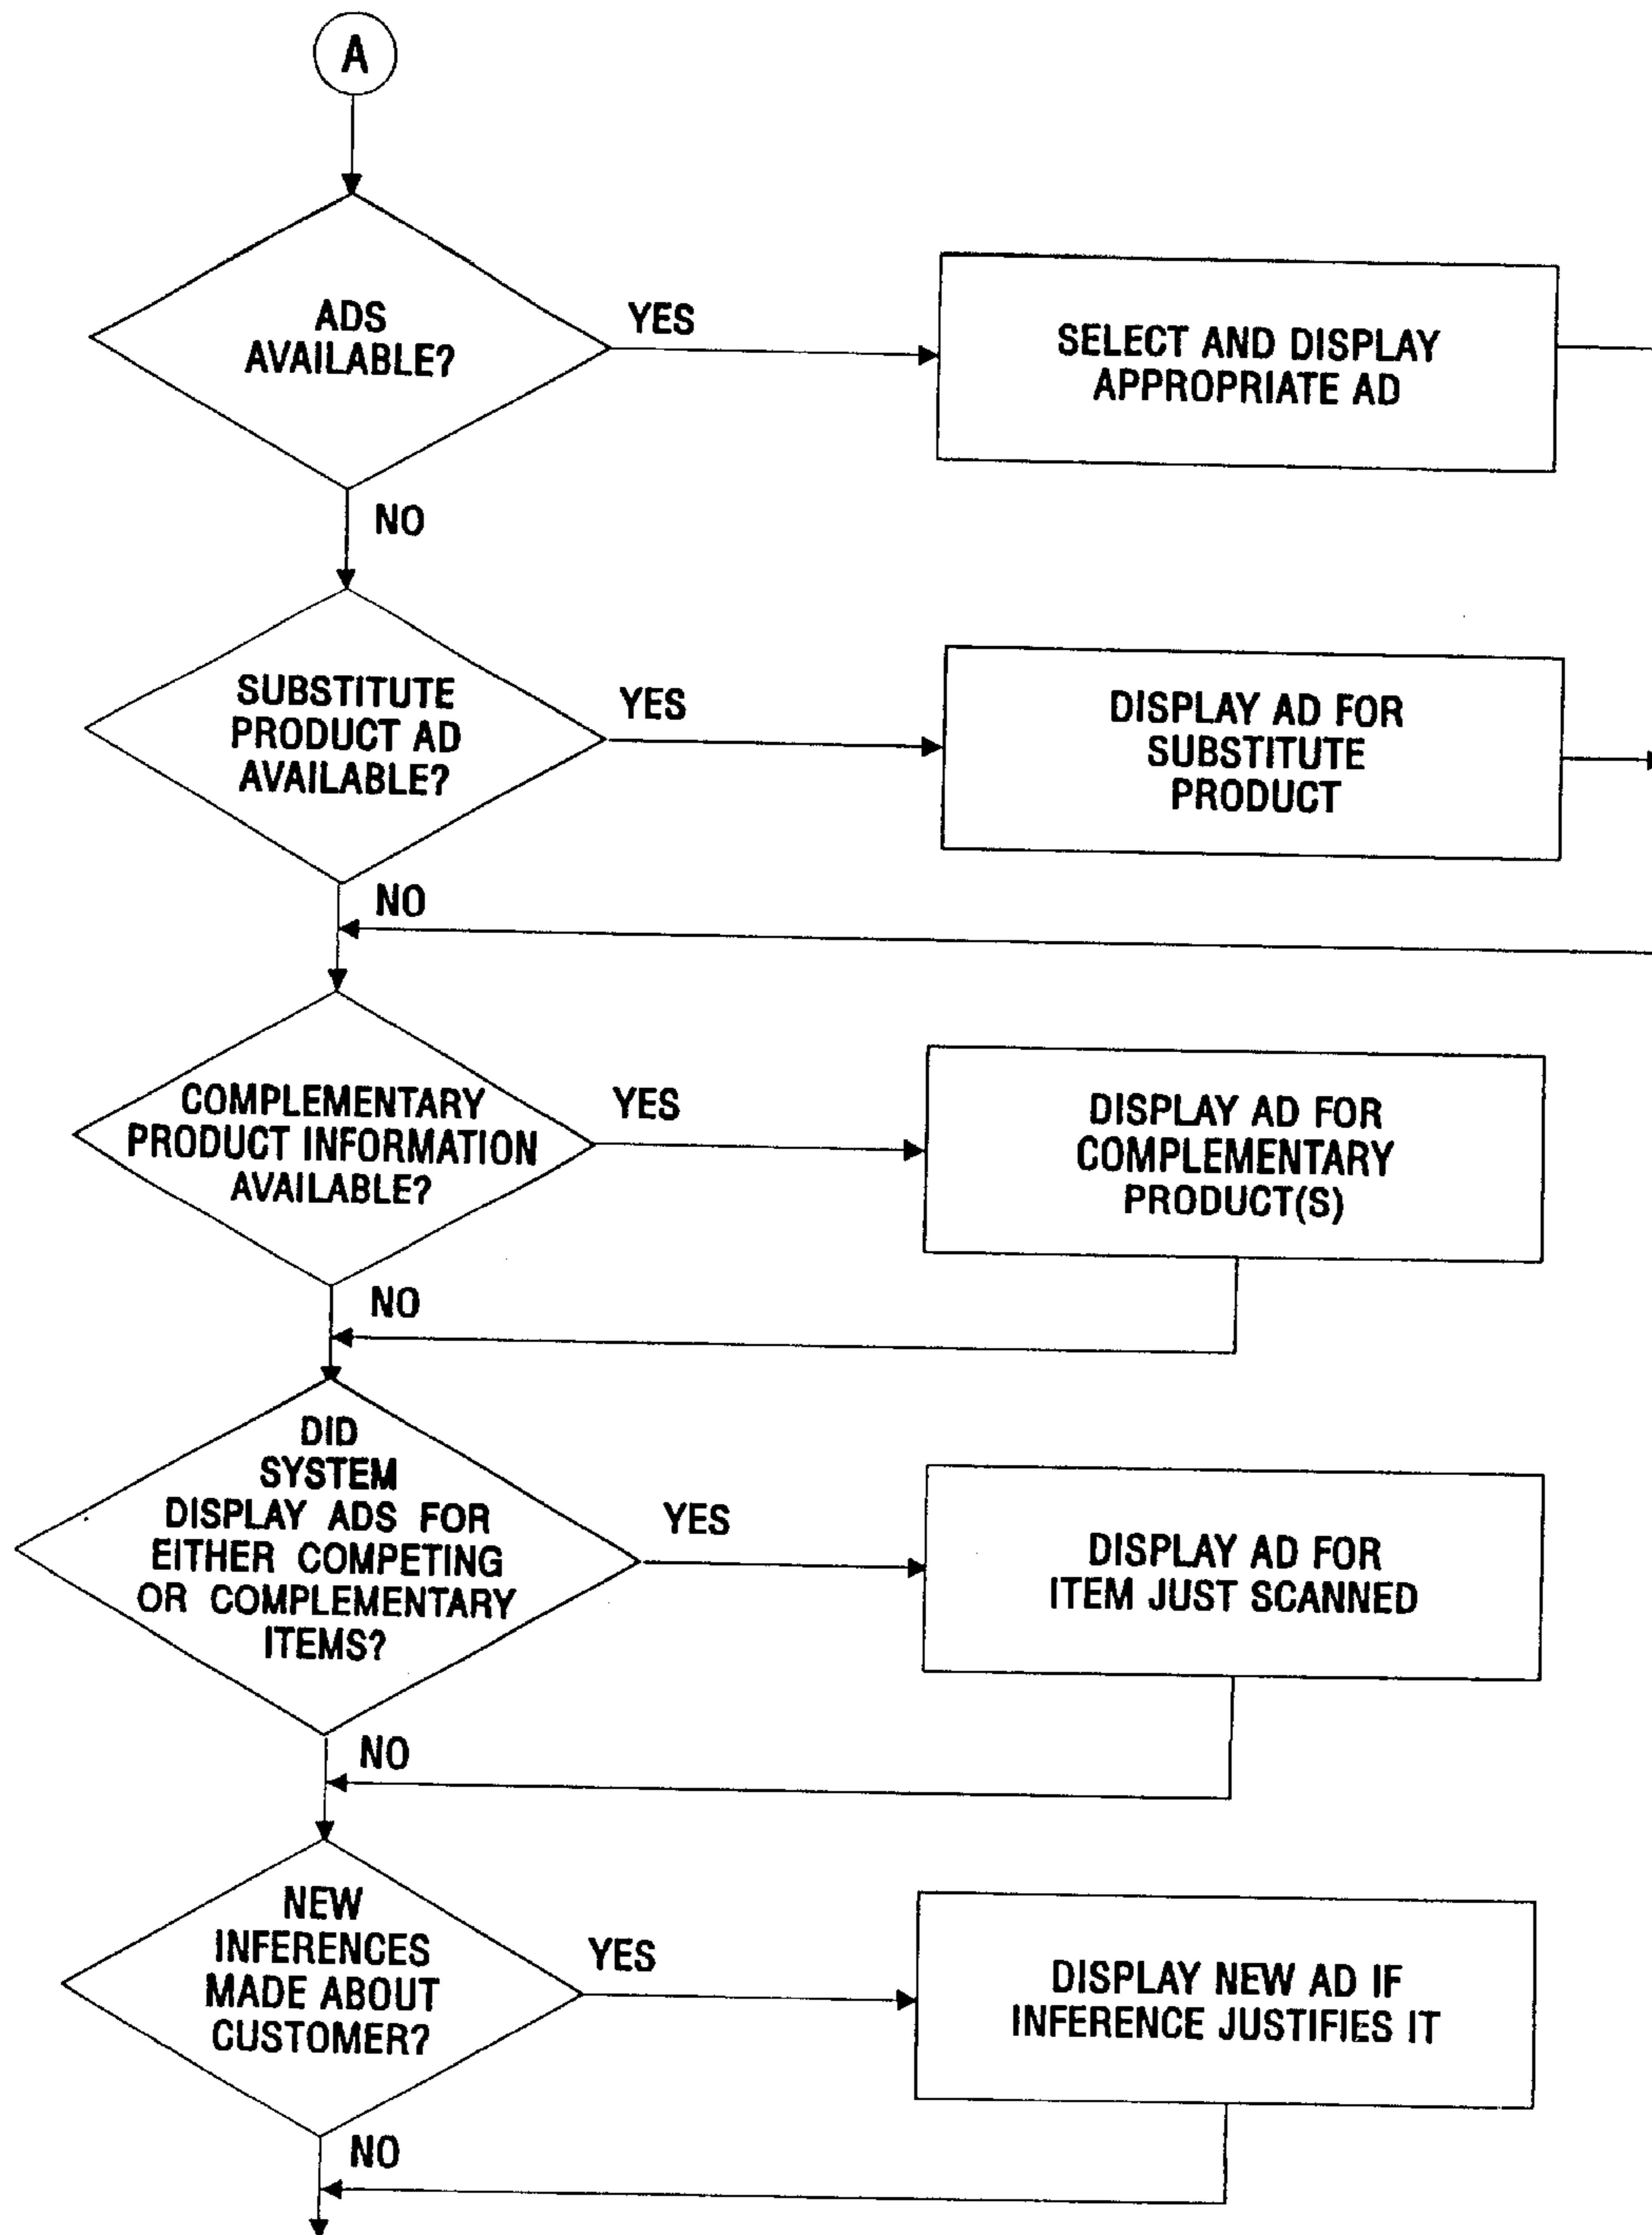 A
ADS
AVAILABLE?
YES
SELECT AND DISPLAY
APPROPRIATE AD
NO
SUBSTITUTE
PRODUCT AD
AVAILABLE?
YES
DISPLAY AD FOR
SUBSTITUTE
PRODUCT
NO
COMPLEMENTARY
PRODUCT INFORMATION
AVAILABLE?
YES
DISPLAY AD FOR
COMPLEMENTARY
PRODUCT(S)
NO
DID
SYSTEM
DISPLAY ADS FOR
EITHER COMPETING
OR COMPLEMENTARY
ITEMS?
YES
DISPLAY AD FOR
ITEM JUST SCANNED
NO
NEW
INFERENCES
MADE ABOUT
CUSTOMER?
YES
DISPLAY NEW AD IF
INFERENCE JUSTIFIES IT
NO